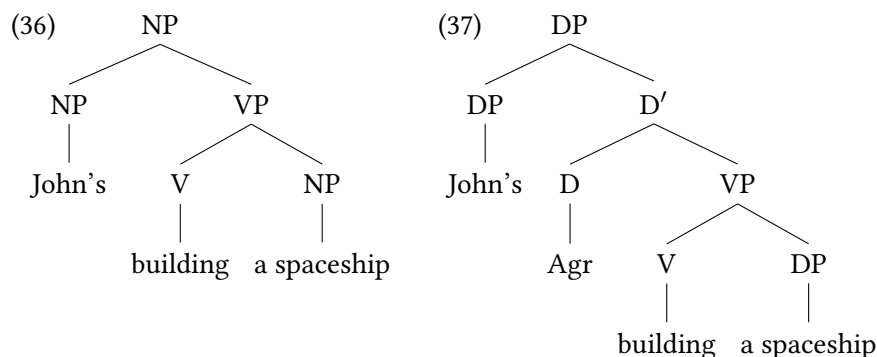 (36) NP (37) DP
NP VP DP D′
John's V NP John's D VP
building a spaceship Agr V DP
building a spaceship